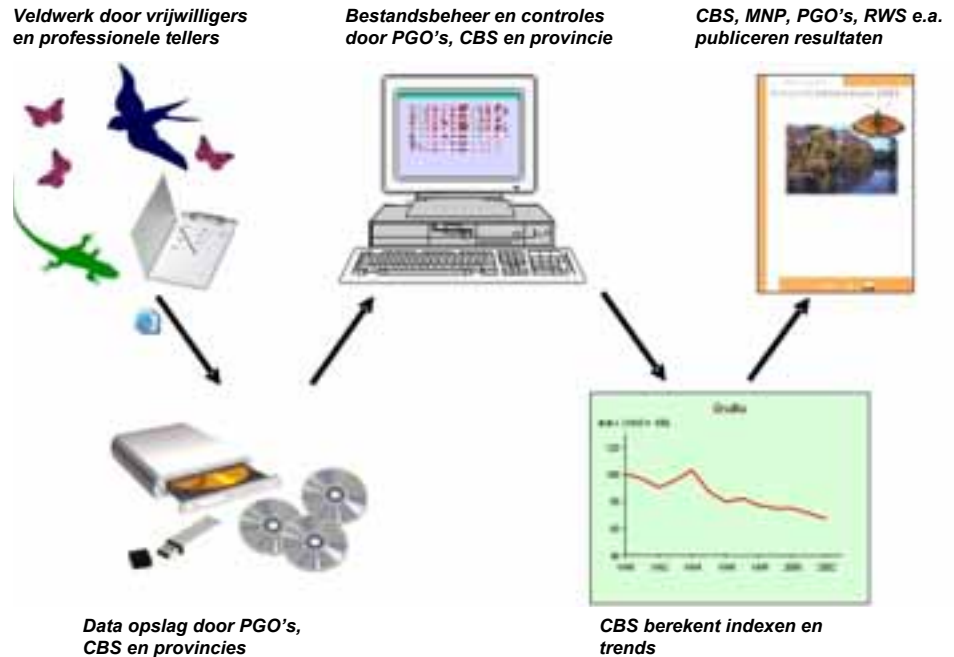 Veldwerk door vrijwilligers
en professionele tellers
Bestandsbeheer en controles
door PGO's, CBS en provincie
CBS, MNP, PGO's, RWS e.a.
publiceren resultaten
Data opslag door PGO's,
CBS en provincies
CBS berekent indexen en
trends